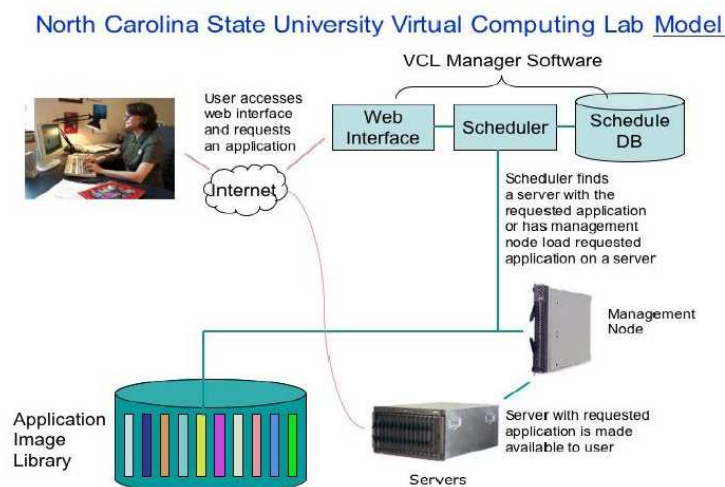 North Carolina State University Virtual Computing Lab Model
VCL Manager Software
User accesses
web interface
and requests
an application
Web
Interface
Scheduler
Schedule
DB
Internet
Scheduler finds
a server with the
requested application
or has management
node load requested
application on a server
Management
Node
Application
Image
Library
Server with requested
application is made
available to user
Servers